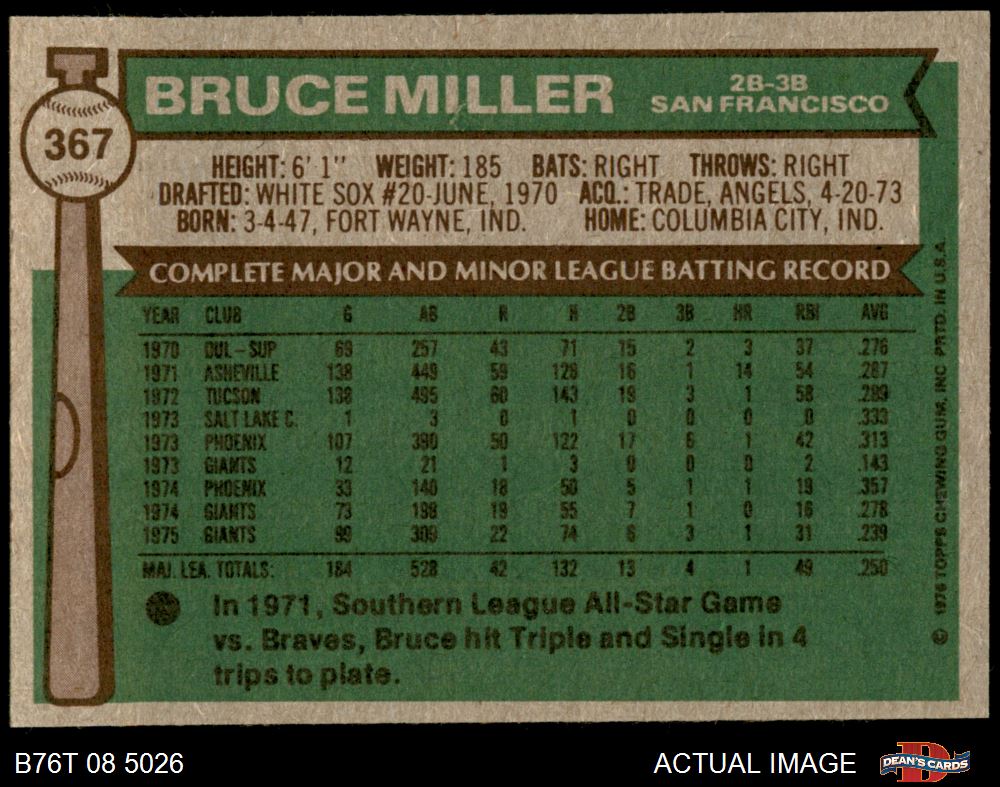 BRUCE MILLER
2B-3B
SAN FRANCISCO
367
HEIGHT: 6' 1" WEIGHT: 185 BATS: RIGHT THROWS: RIGHT
DRAFTED: WHITE SOX #20-JUNE, 1970 ACQ.: TRADE, ANGELS, 4-20-73
BORN: 3-4-47, FORT WAYNE, IND. HOME: COLUMBIA CITY, IND.
COMPLETE MAJOR AND MINOR LEAGUE BATTING RECORD
YEAR CLUB G AB R H 2B 3B HR RBI AVG
1970 DUL-SUP 69 257 43 71 15 2 3 37 .276
1971 ASHEVILLE 138 449 59 129 16 1 14 54 .287
1972 TUCSON 138 495 60 143 19 3 1 58 .289
1973 SALT LAKE C. 1 3 0 1 0 0 0 0 .333
1973 PHOENIX 107 390 50 122 17 6 1 42 .313
1973 GIANTS 12 21 1 3 0 0 0 2 .143
1974 PHOENIX 33 140 18 50 5 1 1 19 .357
1974 GIANTS 73 198 19 55 7 1 0 16 .278
1975 GIANTS 99 309 22 74 6 3 1 31 .239
MAJ. LEA. TOTALS: 184 528 42 132 13 4 1 49 .250
In 1971, Southern League All-Star Game
vs. Braves, Bruce hit Triple and Single in 4
trips to plate.
© 1976 TOPPS CHEWING GUM, INC. PRTD. IN U.S.A.
B76T 08 5026
ACTUAL IMAGE
DEAN'S CARDS